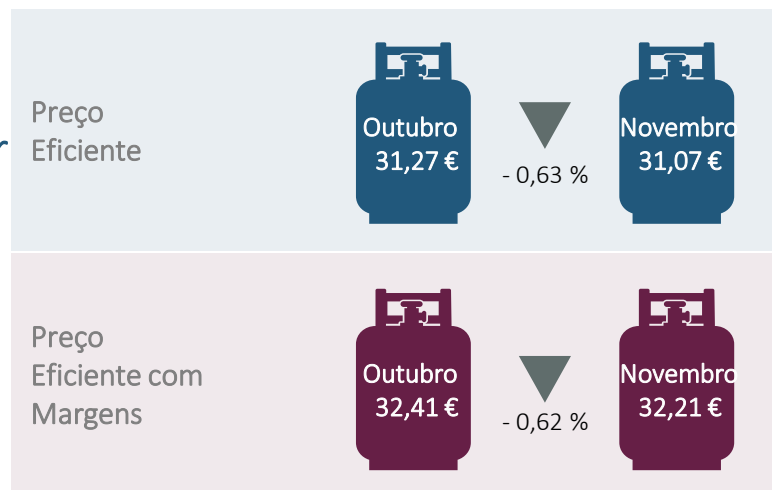 Preço
Eficiente
Outubro
31,27 €
- 0,63 %
Novembro
31,07 €
Preço
Eficiente com
Margens
Outubro
32,41 €
- 0,62 %
Novembro
32,21 €